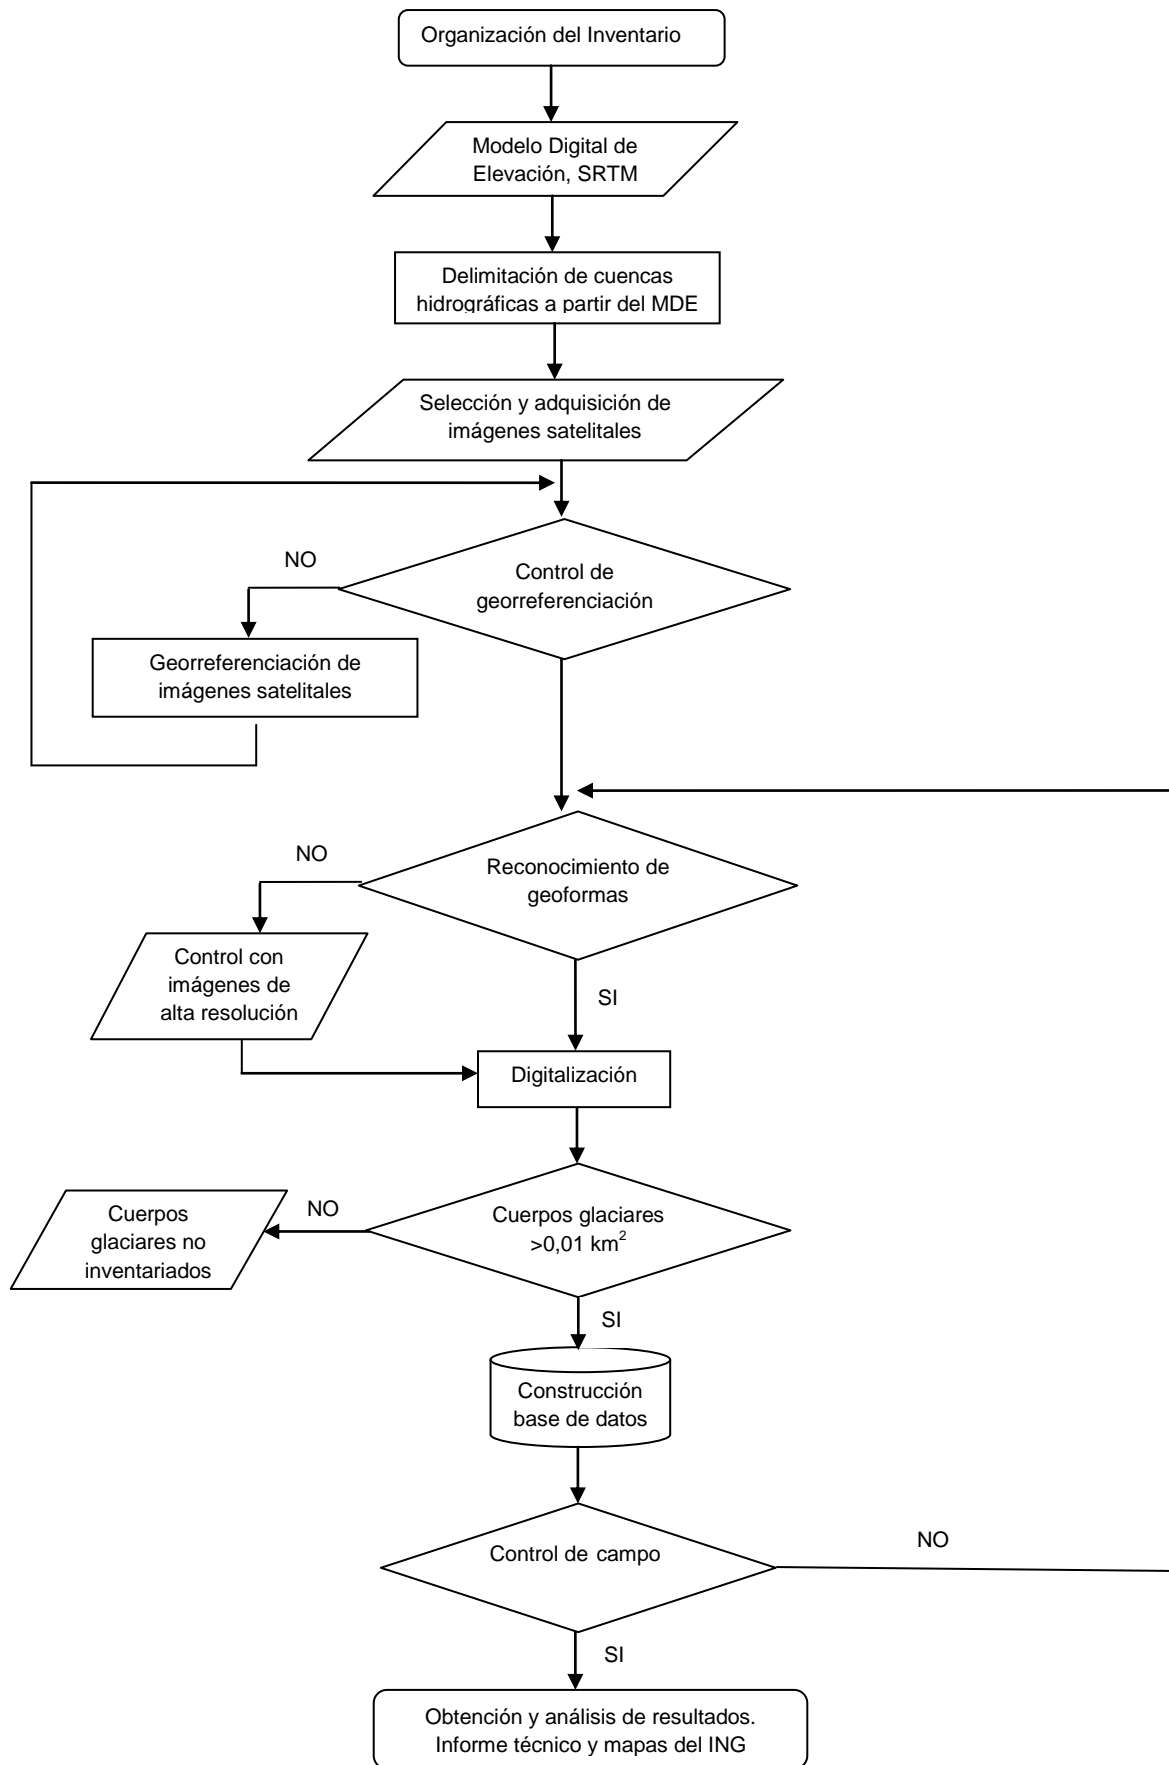 Organización del Inventario
Modelo Digital de
Elevación, SRTM
Delimitación de cuencas
hidrográficas a partir del MDE
Selección y adquisición de
imágenes satelitales
NO
Control de
georreferenciación
Georreferenciación de
imágenes satelitales
NO
Reconocimiento de
geoformas
Control con
imágenes de
alta resolución
SI
Digitalización
Cuerpos
glaciares no
inventariados
NO
Cuerpos glaciares
>0,01 km²
SI
Construcción
base de datos
Control de campo
NO
SI
Obtención y análisis de resultados.
Informe técnico y mapas del ING